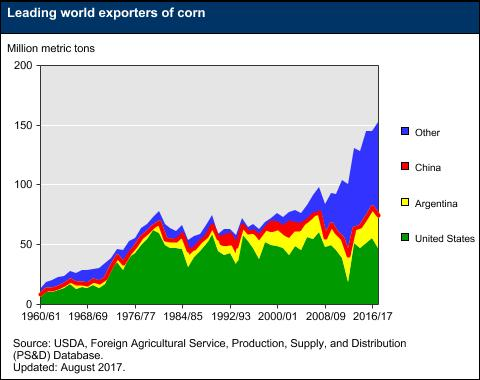 Leading world exporters of corn
Million metric tons
200
150
100
50
0
1960/61 1968/69 1976/77 1984/85 1992/93 2000/01 2008/09 2016/17
Other
China
Argentina
United States
Source: USDA, Foreign Agricultural Service, Production, Supply, and Distribution
(PS&D) Database.
Updated: August 2017.